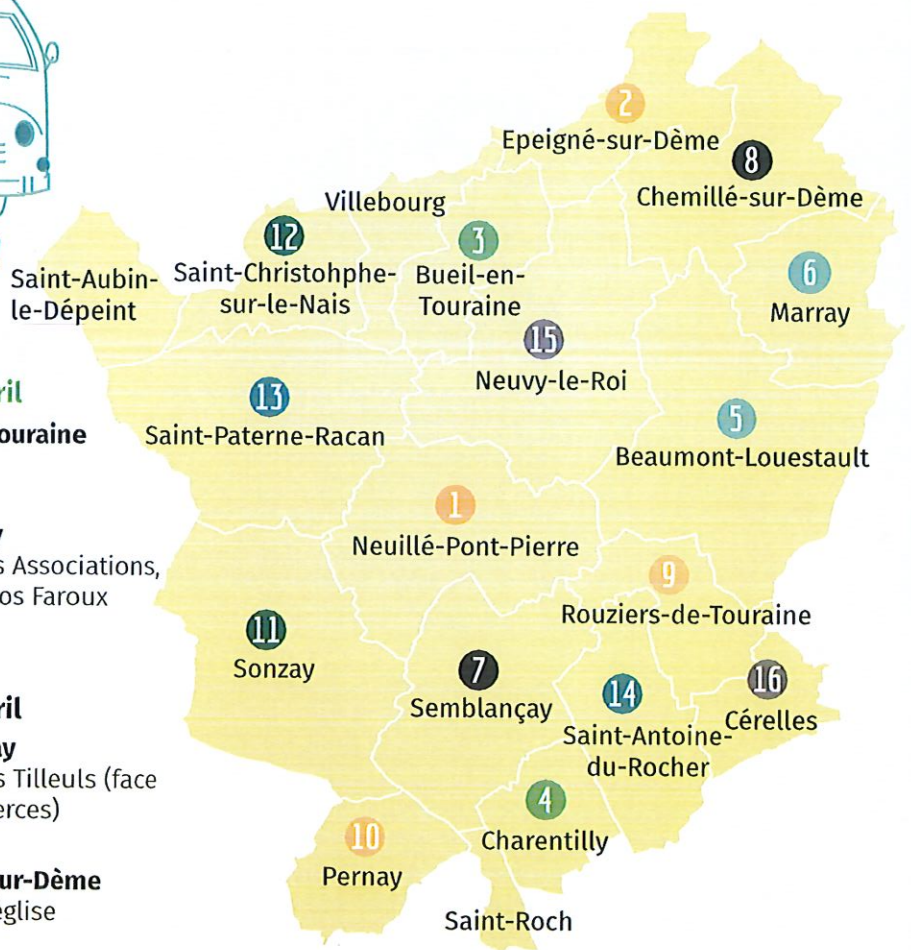 2
Epeigné-sur-Dème
8
Chemillé-sur-Dème
Villebourg
12
Saint-Christohphe-
sur-le-Nais
3
Bueil-en-
Touraine
6
Marray
Saint-Aubin-
le-Dépeint
15
Neuvy-le-Roi
13
Saint-Paterne-Racan
5
Beaumont-Louestault
1
Neuillé-Pont-Pierre
9
Rouziers-de-Touraine
11
Sonzay
7
Semblançay
14
Saint-Antoine-
du-Rocher
16
Cérelles
4
Charentilly
10
Pernay
Saint-Roch
ril
ouraine
s Associations,
os Faroux
ril
ay
s Tilleuls (face
erces)
ur-Dème
église